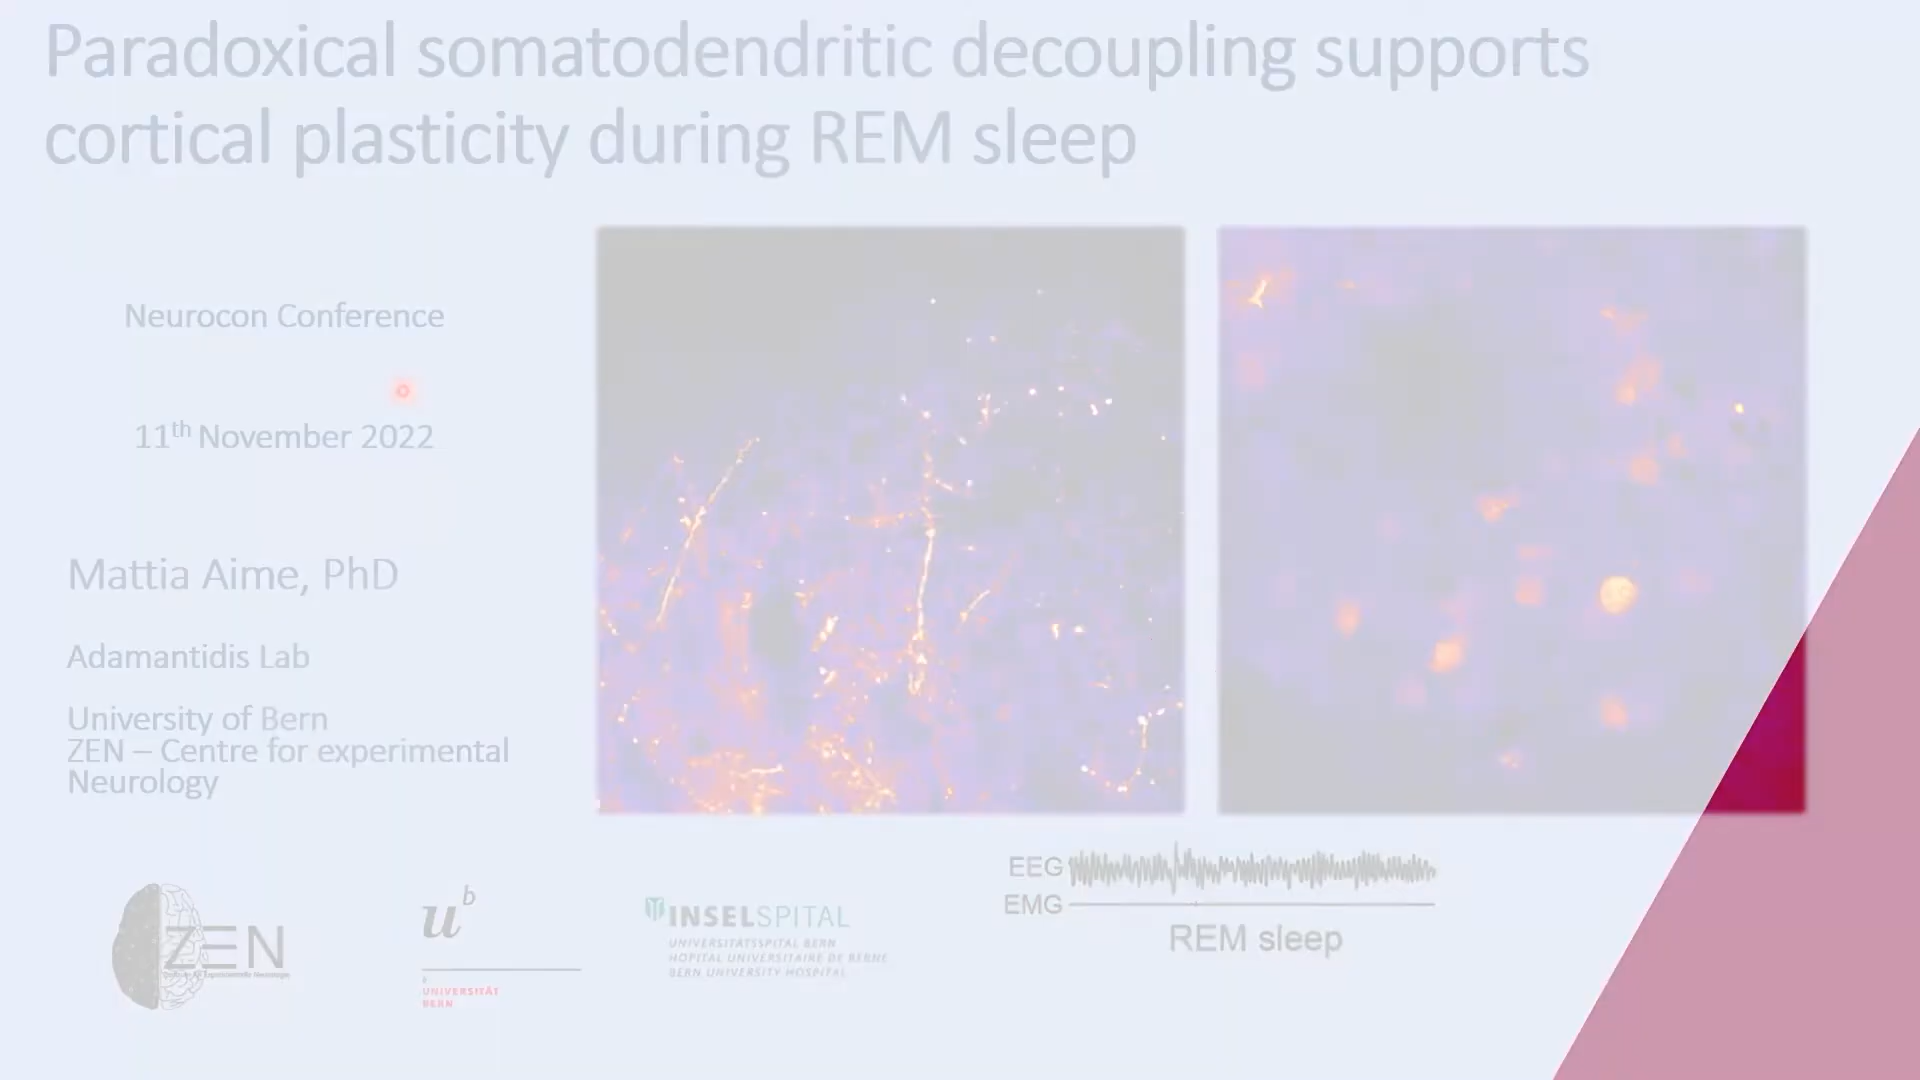 Paradoxical somatodendritic decoupling supports
cortical plasticity during REM sleep
Neurocon Conference
11th November 2022
Mattia Aime, PhD
Adamantidis Lab
University of Bern
ZEN – Centre for experimental
Neurology
ZEN
u b
b
UNIVERSITÄT
BERN
INSELSPITAL
UNIVERSITÄTSSPITAL BERN
HOPITAL UNIVERSITAIRE DE BERNE
BERN UNIVERSITY HOSPITAL
EEG
EMG
REM sleep